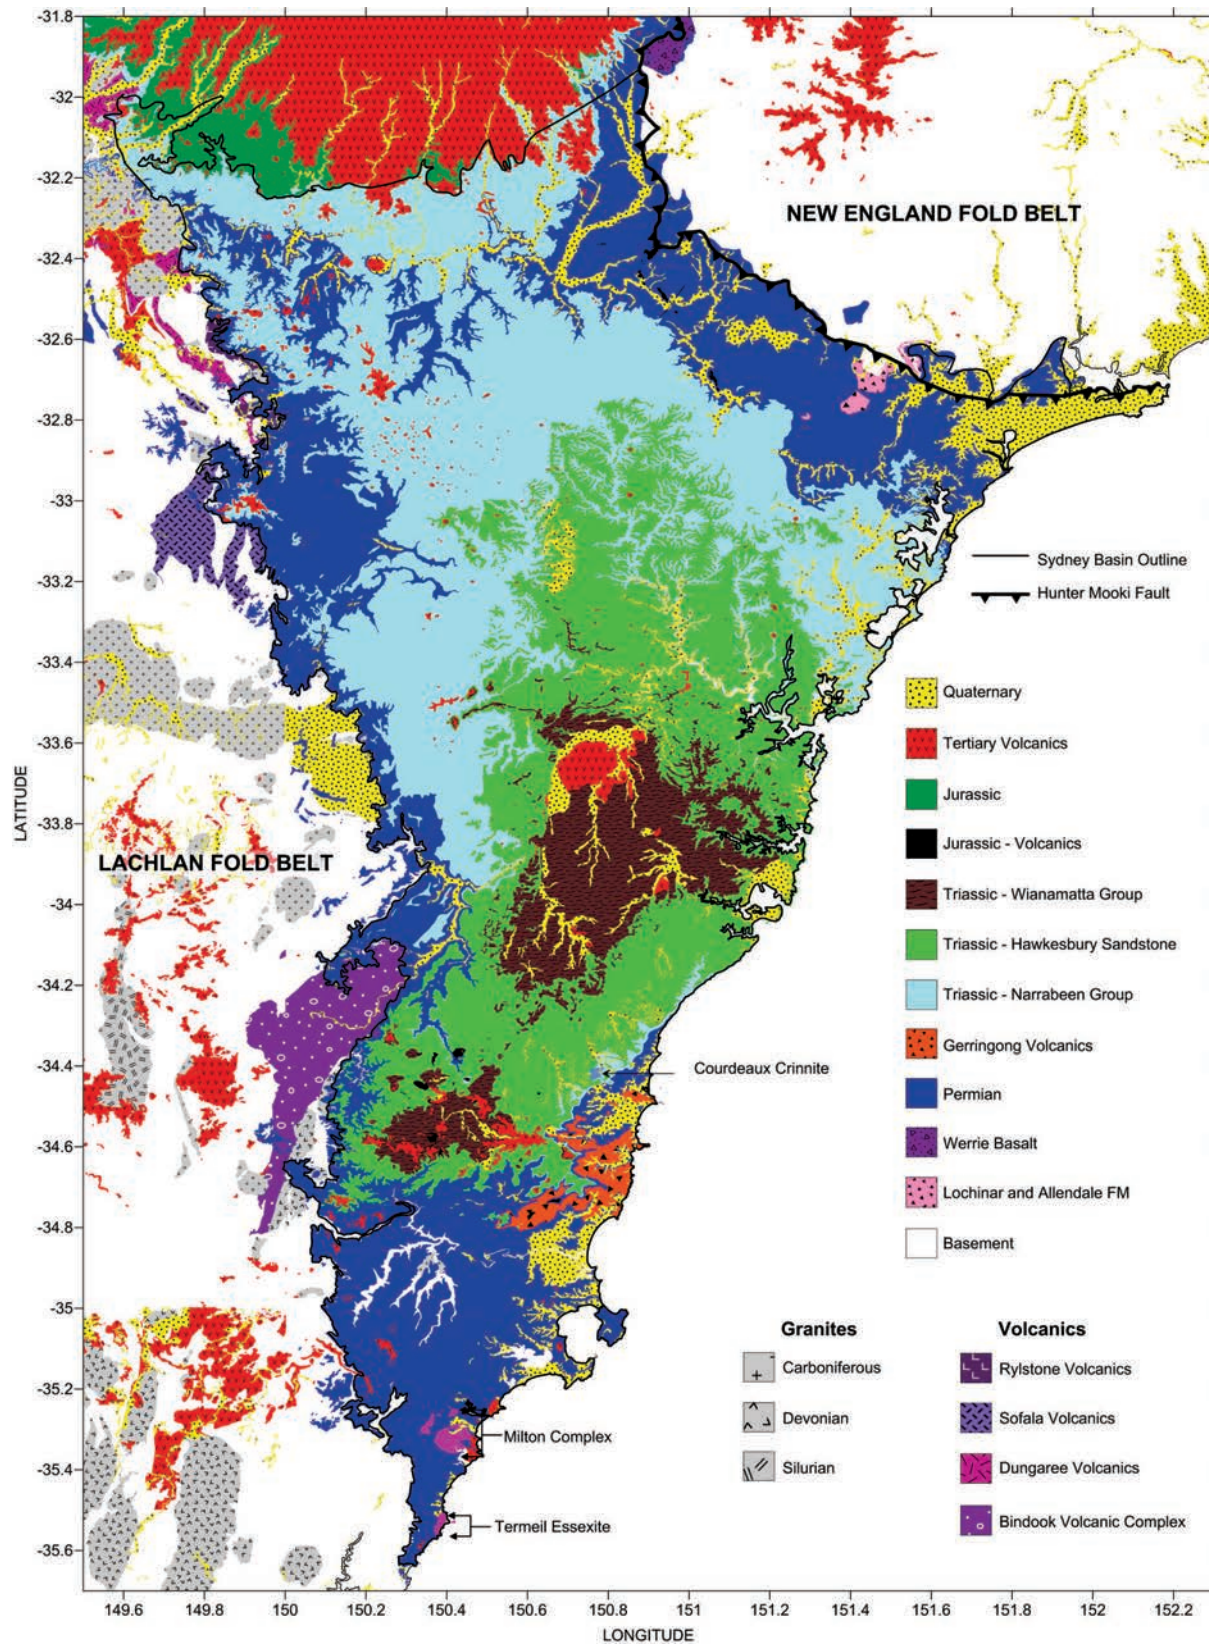 -31.8
-32
-32.2
-32.4
-32.6
-32.8
-33
-33.2
-33.4
-33.6
-33.8
-34
-34.2
-34.4
-34.6
-34.8
-35
-35.2
-35.4
-35.6
LATITUDE
NEW ENGLAND FOLD BELT
LACHLAN FOLD BELT
Sydney Basin Outline
Hunter Mooki Fault
Quaternary
Tertiary Volcanics
Jurassic
Jurassic - Volcanics
Triassic - Wianamatta Group
Triassic - Hawkesbury Sandstone
Triassic - Narrabeen Group
Gerringong Volcanics
Permian
Werrie Basalt
Lochinar and Allendale FM
Basement
Courdeaux Crinnite
Milton Complex
Termeil Essexite
Granites
Carboniferous
Devonian
Silurian
Volcanics
Rylstone Volcanics
Sofala Volcanics
Dungaree Volcanics
Bindook Volcanic Complex
149.6 149.8 150 150.2 150.4 150.6 150.8 151 151.2 151.4 151.6 151.8 152 152.2
LONGITUDE